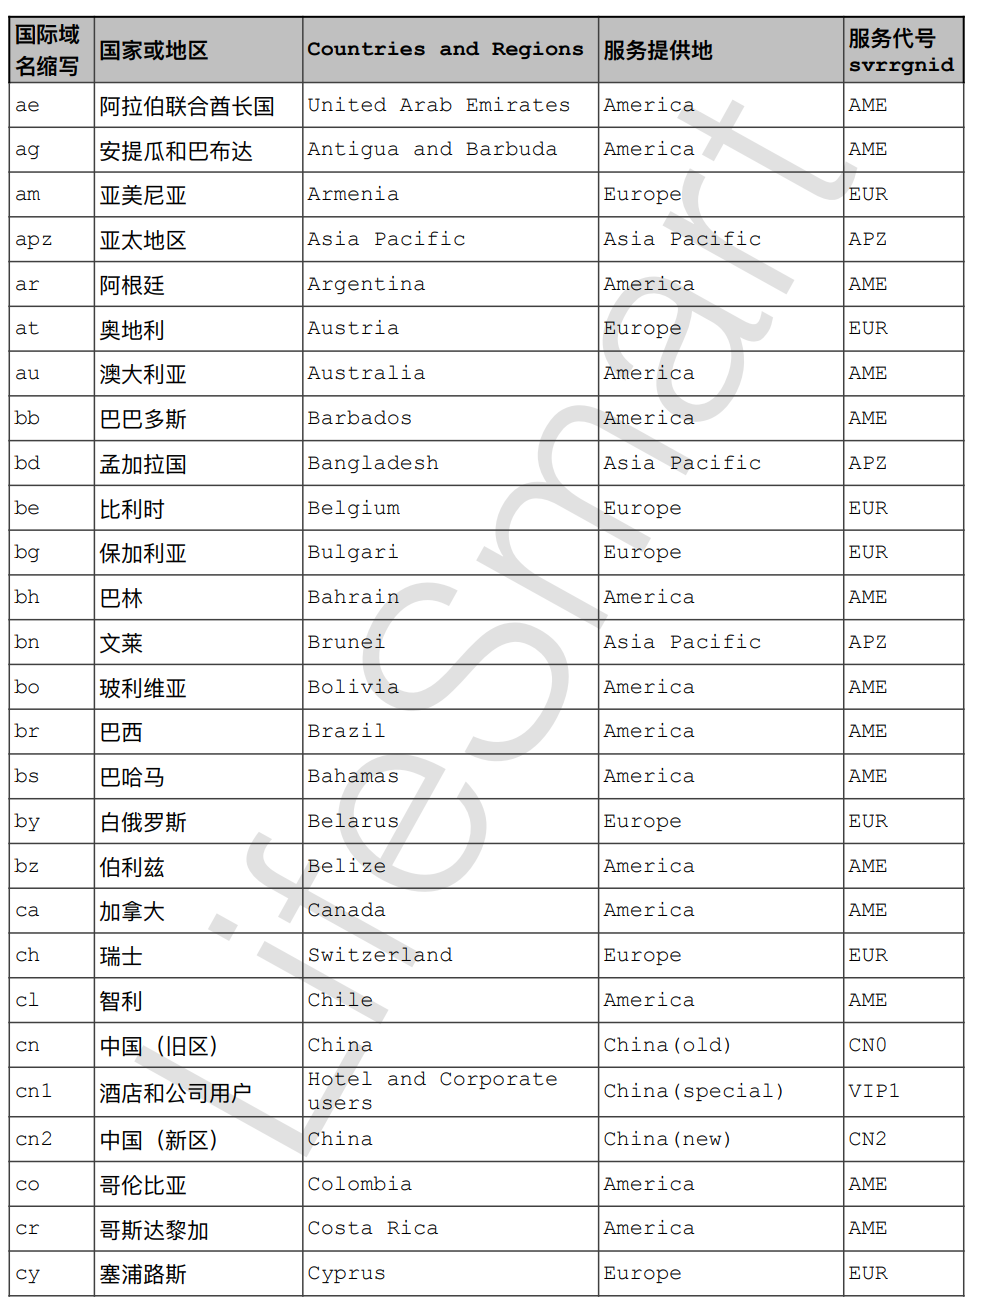 国际域名缩写 国家或地区 Countries and Regions 服务提供地 服务代号 svrrgnid
ae 阿拉伯联合酋长国 United Arab Emirates America AME
ag 安提瓜和巴布达 Antigua and Barbuda America AME
am 亚美尼亚 Armenia Europe EUR
apz 亚太地区 Asia Pacific Asia Pacific APZ
ar 阿根廷 Argentina America AME
at 奥地利 Austria Europe EUR
au 澳大利亚 Australia America AME
bb 巴巴多斯 Barbados America AME
bd 孟加拉国 Bangladesh Asia Pacific APZ
be 比利时 Belgium Europe EUR
bg 保加利亚 Bulgari Europe EUR
bh 巴林 Bahrain America AME
bn 文莱 Brunei Asia Pacific APZ
bo 玻利维亚 Bolivia America AME
br 巴西 Brazil America AME
bs 巴哈马 Bahamas America AME
by 白俄罗斯 Belarus Europe EUR
bz 伯利兹 Belize America AME
ca 加拿大 Canada America AME
ch 瑞士 Switzerland Europe EUR
cl 智利 Chile America AME
cn 中国（旧区） China China(old) CN0
cn1 酒店和公司用户 Hotel and Corporate users China(special) VIP1
cn2 中国（新区） China China(new) CN2
co 哥伦比亚 Colombia America AME
cr 哥斯达黎加 Costa Rica America AME
cy 塞浦路斯 Cyprus Europe EUR
LifeSmart